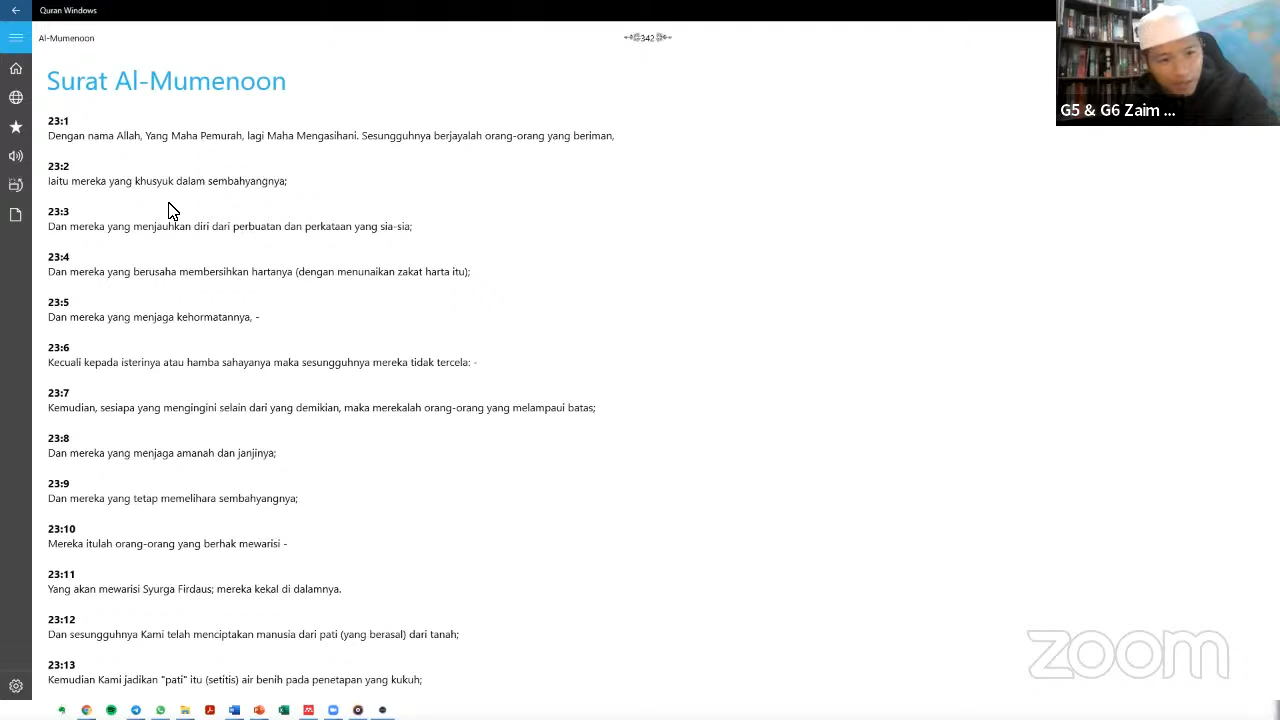 Quran Windows
Al-Mumenoon
342
G5 & G6 Zaim ...
Surat Al-Mumenoon
23:1
Dengan nama Allah, Yang Maha Pemurah, lagi Maha Mengasihani. Sesungguhnya berjayalah orang-orang yang beriman,
23:2
Iaitu mereka yang khusyuk dalam sembahyangnya;
23:3
Dan mereka yang menjauhkan diri dari perbuatan dan perkataan yang sia-sia;
23:4
Dan mereka yang berusaha membersihkan hartanya (dengan menunaikan zakat harta itu);
23:5
Dan mereka yang menjaga kehormatannya, -
23:6
Kecuali kepada isterinya atau hamba sahayanya maka sesungguhnya mereka tidak tercela: -
23:7
Kemudian, sesiapa yang mengingini selain dari yang demikian, maka merekalah orang-orang yang melampaui batas;
23:8
Dan mereka yang menjaga amanah dan janjinya;
23:9
Dan mereka yang tetap memelihara sembahyangnya;
23:10
Mereka itulah orang-orang yang berhak mewarisi -
23:11
Yang akan mewarisi Syurga Firdaus; mereka kekal di dalamnya.
23:12
Dan sesungguhnya Kami telah menciptakan manusia dari pati (yang berasal) dari tanah;
23:13
Kemudian Kami jadikan "pati" itu (setitis) air benih pada penetapan yang kukuh;
zoom